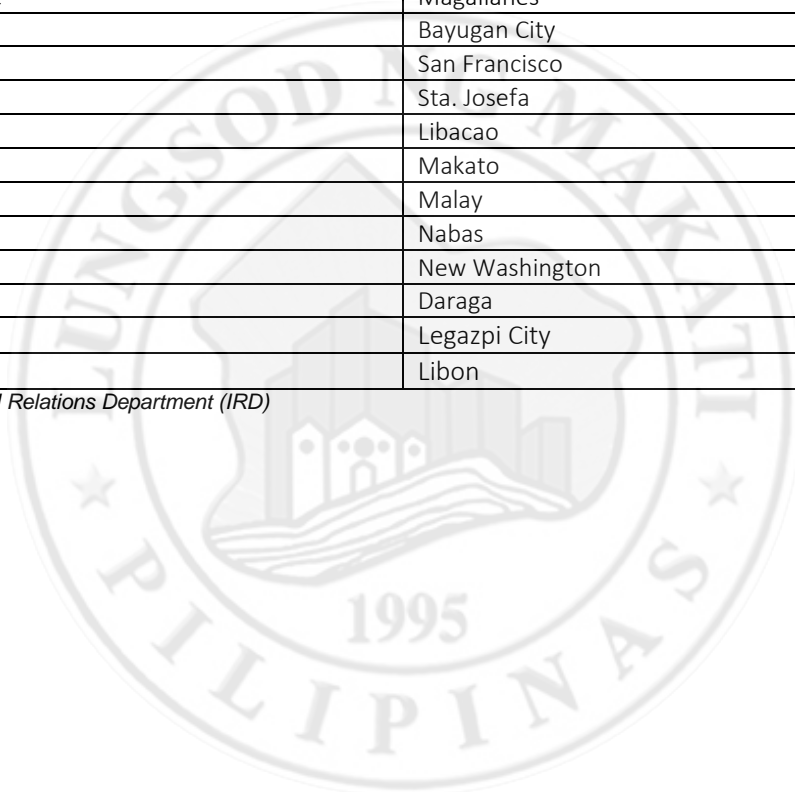 Magallanes
Bayugan City
San Francisco
Sta. Josefa
Libacao
Makato
Malay
Nabas
New Washington
Daraga
Legazpi City
Libon
Relations Department (IRD)
LUNGSOD NG MAKATI
1995
PILIPINAS